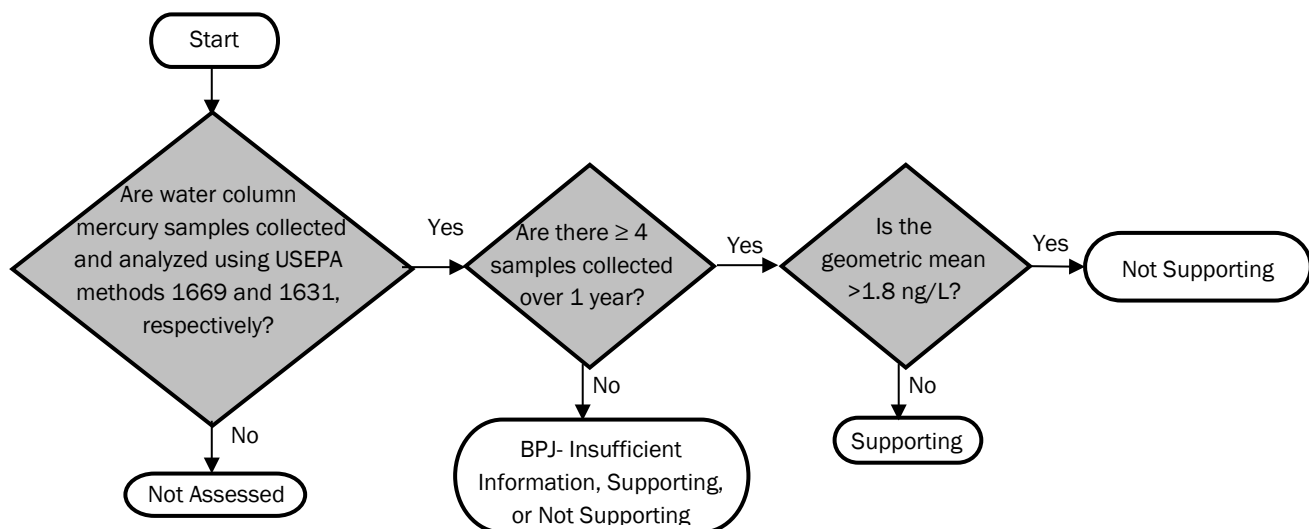 Start
Are water column
mercury samples collected
and analyzed using USEPA
methods 1669 and 1631,
respectively?
Yes
No
Not Assessed
Are there ≥ 4
samples collected
over 1 year?
Yes
No
BPJ- Insufficient
Information, Supporting,
or Not Supporting
Is the
geometric mean
>1.8 ng/L?
Yes
No
Supporting
Not Supporting